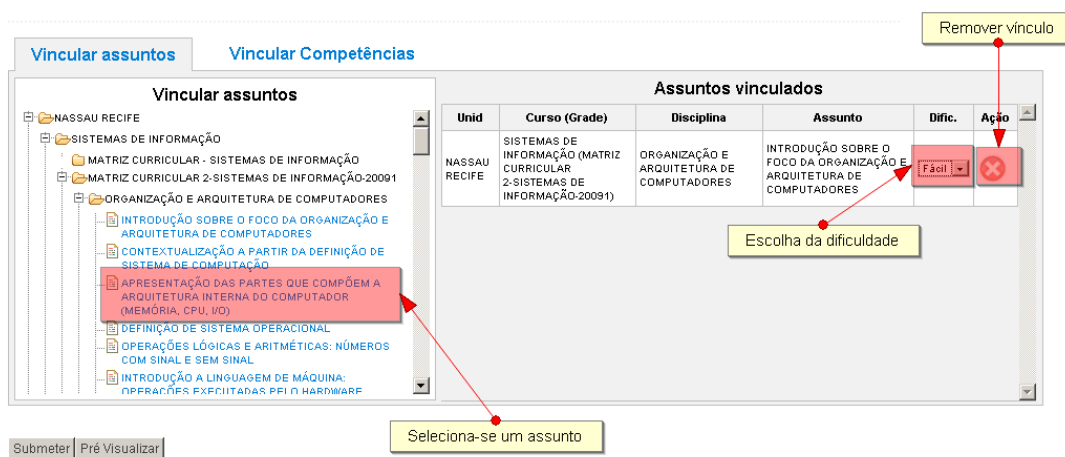 Remover vínculo
Vincular assuntos
Vincular Competências
Vincular assuntos
NASSAU RECIFE
SISTEMAS DE INFORMAÇÃO
MATRIZ CURRICULAR - SISTEMAS DE INFORMAÇÃO
MATRIZ CURRICULAR 2-SISTEMAS DE INFORMAÇÃO-20091
ORGANIZAÇÃO E ARQUITETURA DE COMPUTADORES
INTRODUÇÃO SOBRE O FOCO DA ORGANIZAÇÃO E
ARQUITETURA DE COMPUTADORES
CONTEXTUALIZAÇÃO A PARTIR DA DEFINIÇÃO DE
SISTEMA DE COMPUTAÇÃO
APRESENTAÇÃO DAS PARTES QUE COMPÕEM A
ARQUITETURA INTERNA DO COMPUTADOR
(MEMÓRIA, CPU, I/O)
DEFINIÇÃO DE SISTEMA OPERACIONAL
OPERAÇÕES LÓGICAS E ARITMÉTICAS: NÚMEROS
COM SINAL E SEM SINAL
INTRODUÇÃO A LINGUAGEM DE MÁQUINA:
OPERAÇÕES EXECUTADAS PELO HARDWARE
Assuntos vinculados
Unid Curso (Grade) Disciplina Assunto Dific. Ação
NASSAU
RECIFE
SISTEMAS DE
INFORMAÇÃO (MATRIZ
CURRICULAR
2-SISTEMAS DE
INFORMAÇÃO-20091)
ORGANIZAÇÃO E
ARQUITETURA DE
COMPUTADORES
INTRODUÇÃO SOBRE O
FOCO DA ORGANIZAÇÃO E
ARQUITETURA DE
COMPUTADORES
Fácil
Escolha da dificuldade
Seleciona-se um assunto
Submeter Pré Visualizar